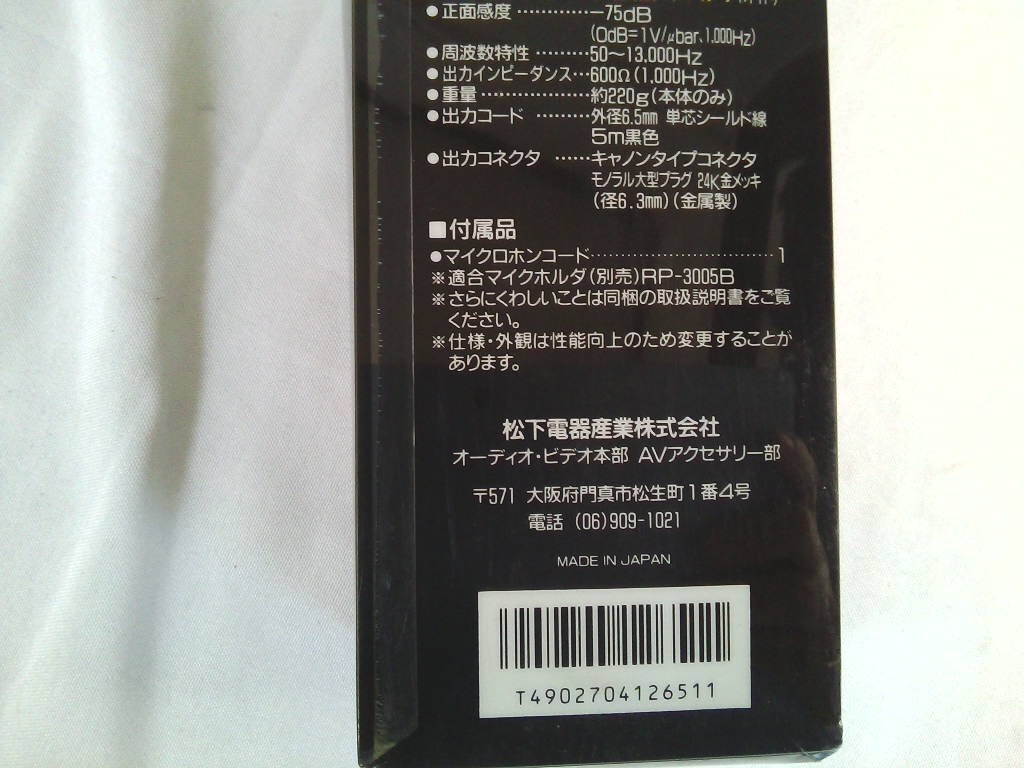 ●正面感度 …………−75dB
(0dB=1V/μbar、1,000Hz)
●周波数特性 ………50〜13,000Hz
●出力インピーダンス…600Ω(1,000Hz)
●重量 ………………約220g(本体のみ)
●出力コード ………外径6.5mm 単芯シールド線
5m黒色
●出力コネクタ ……キャノンタイプコネクタ
モノラル大型プラグ 24K金メッキ
(径6.3mm)(金属製)
■付属品
●マイクロホンコード……………………………1
※適合マイクホルダ(別売)RP-3005B
※さらにくわしいことは同梱の取扱説明書をご覧
ください。
※仕様・外観は性能向上のため変更することが
あります。
松下電器産業株式会社
オーディオ・ビデオ本部 AVアクセサリー部
〒571 大阪府門真市松生町1番4号
電話 (06)909-1021
MADE IN JAPAN
T4902704126511